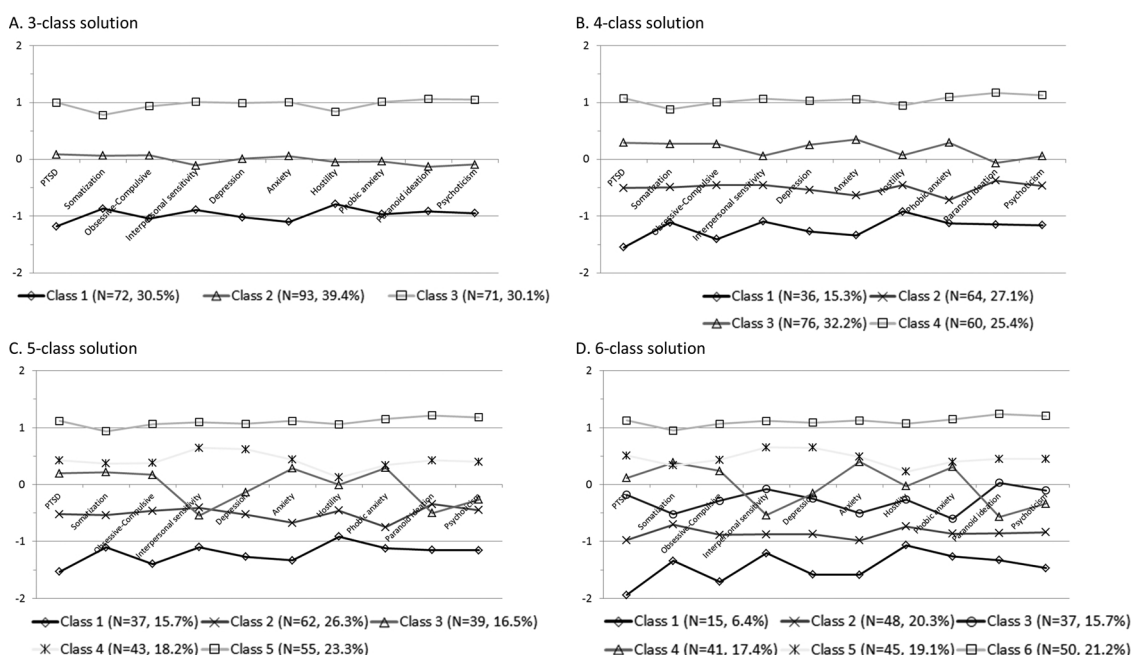 A. 3-class solution
2
1
0
-1
-2
PTSD
Somatization
Obsessive-Compulsive
Interpersonal sensitivity
Depression
Anxiety
Hostility
Phobic anxiety
Paranoid ideation
Psychoticism
Class 1 (N=72, 30.5%) Class 2 (N=93, 39.4%) Class 3 (N=71, 30.1%)
B. 4-class solution
2
1
0
-1
-2
PTSD
Somatization
Obsessive-Compulsive
Interpersonal sensitivity
Depression
Anxiety
Hostility
Phobic anxiety
Paranoid ideation
Psychoticism
Class 1 (N=36, 15.3%) Class 2 (N=64, 27.1%)
Class 3 (N=76, 32.2%) Class 4 (N=60, 25.4%)
C. 5-class solution
2
1
0
-1
-2
PTSD
Somatization
Obsessive-Compulsive
Interpersonal sensitivity
Depression
Anxiety
Hostility
Phobic anxiety
Paranoid ideation
Psychoticism
Class 1 (N=37, 15.7%) Class 2 (N=62, 26.3%) Class 3 (N=39, 16.5%)
Class 4 (N=43, 18.2%) Class 5 (N=55, 23.3%)
D. 6-class solution
2
1
0
-1
-2
PTSD
Somatization
Obsessive-Compulsive
Interpersonal sensitivity
Depression
Anxiety
Hostility
Phobic anxiety
Paranoid ideation
Psychoticism
Class 1 (N=15, 6.4%) Class 2 (N=48, 20.3%) Class 3 (N=37, 15.7%)
Class 4 (N=41, 17.4%) Class 5 (N=45, 19.1%) Class 6 (N=50, 21.2%)